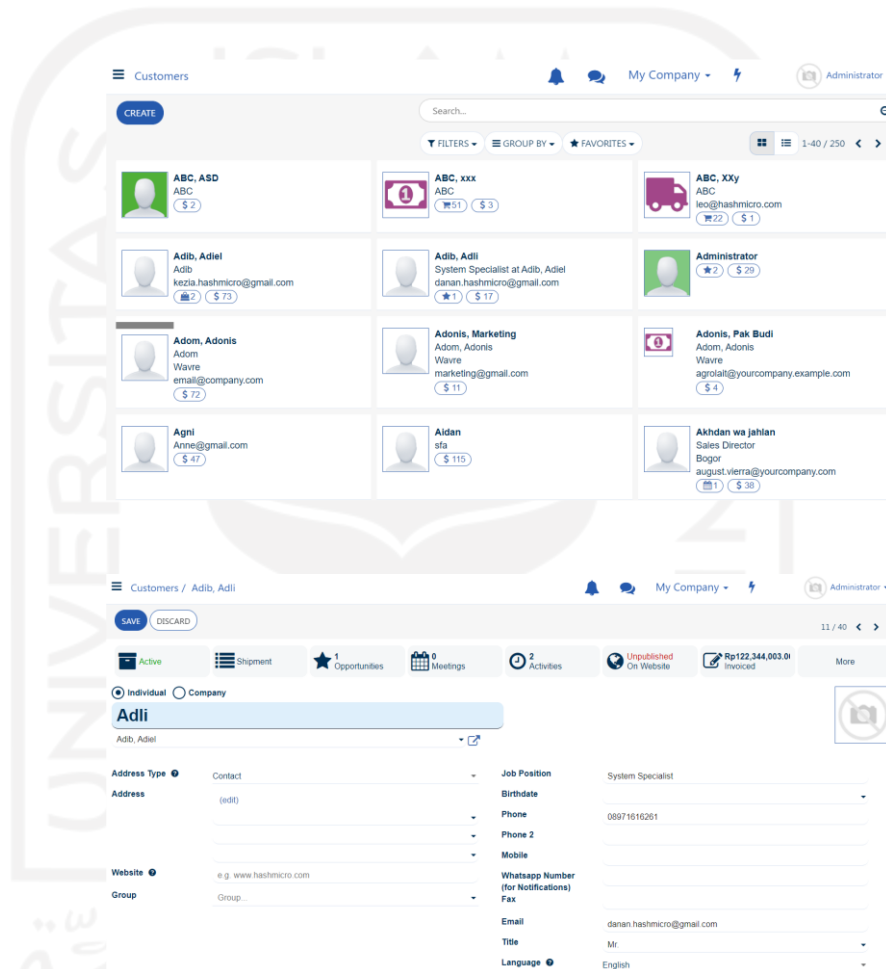 Customers
My Company
Administrator
CREATE
Search...
FILTERS
GROUP BY
FAVORITES
1-40 / 250
ABC, ASD
ABC
$ 2
ABC, xxx
ABC
51
$ 3
ABC, XXy
ABC
leo@hashmicro.com
22
$ 1
Adib, Adiel
Adib
kezia.hashmicro@gmail.com
2
$ 73
Adib, Adli
System Specialist at Adib, Adiel
danan.hashmicro@gmail.com
1
$ 17
Administrator
2
$ 29
Adom, Adonis
Adom
Wavre
email@company.com
$ 72
Adonis, Marketing
Adom, Adonis
Wavre
marketing@gmail.com
$ 11
Adonis, Pak Budi
Adom, Adonis
Wavre
agrolait@yourcompany.example.com
$ 4
Agni
Anne@gmail.com
$ 47
Aidan
sfa
$ 115
Akhdan wa jahlan
Sales Director
Bogor
august.vierra@yourcompany.com
1
$ 38
Customers / Adib, Adli
My Company
Administrator
SAVE
DISCARD
11 / 40
Active
Shipment
1
Opportunities
0
Meetings
2
Activities
Unpublished
On Website
Rp122,344,003.0
Invoiced
More
Individual
Company
Adli
Adib, Adiel
Address Type
Contact
Address
(edit)
Website
e.g. www.hashmicro.com
Group
Group...
Job Position
System Specialist
Birthdate
Phone
08971616261
Phone 2
Mobile
Whatsapp Number
(for Notifications)
Fax
Email
danan.hashmicro@gmail.com
Title
Mr.
Language
English
UNIVERSITAS
ISLAM